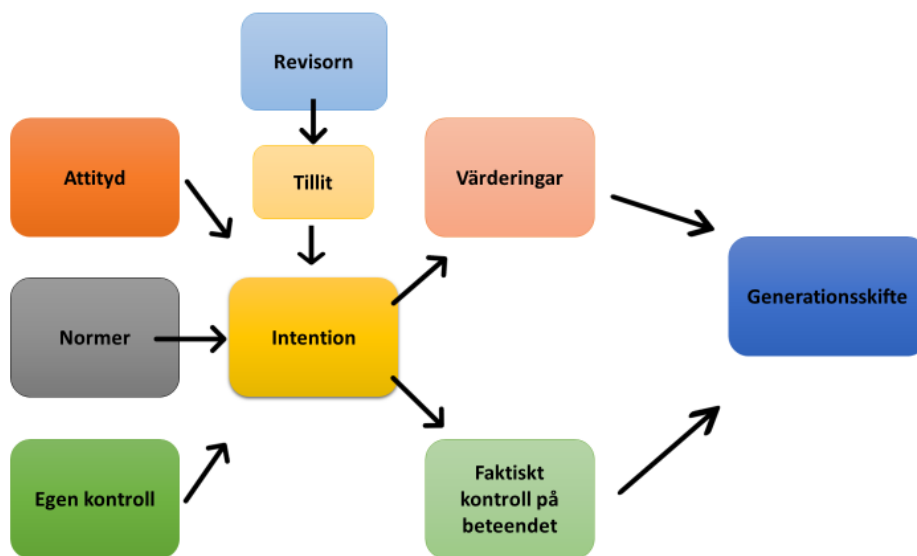 Revisorn
Attityd
Tillit
Värderingar
Generationsskifte
Normer
Intention
Egen kontroll
Faktiskt
kontroll på
beteendet